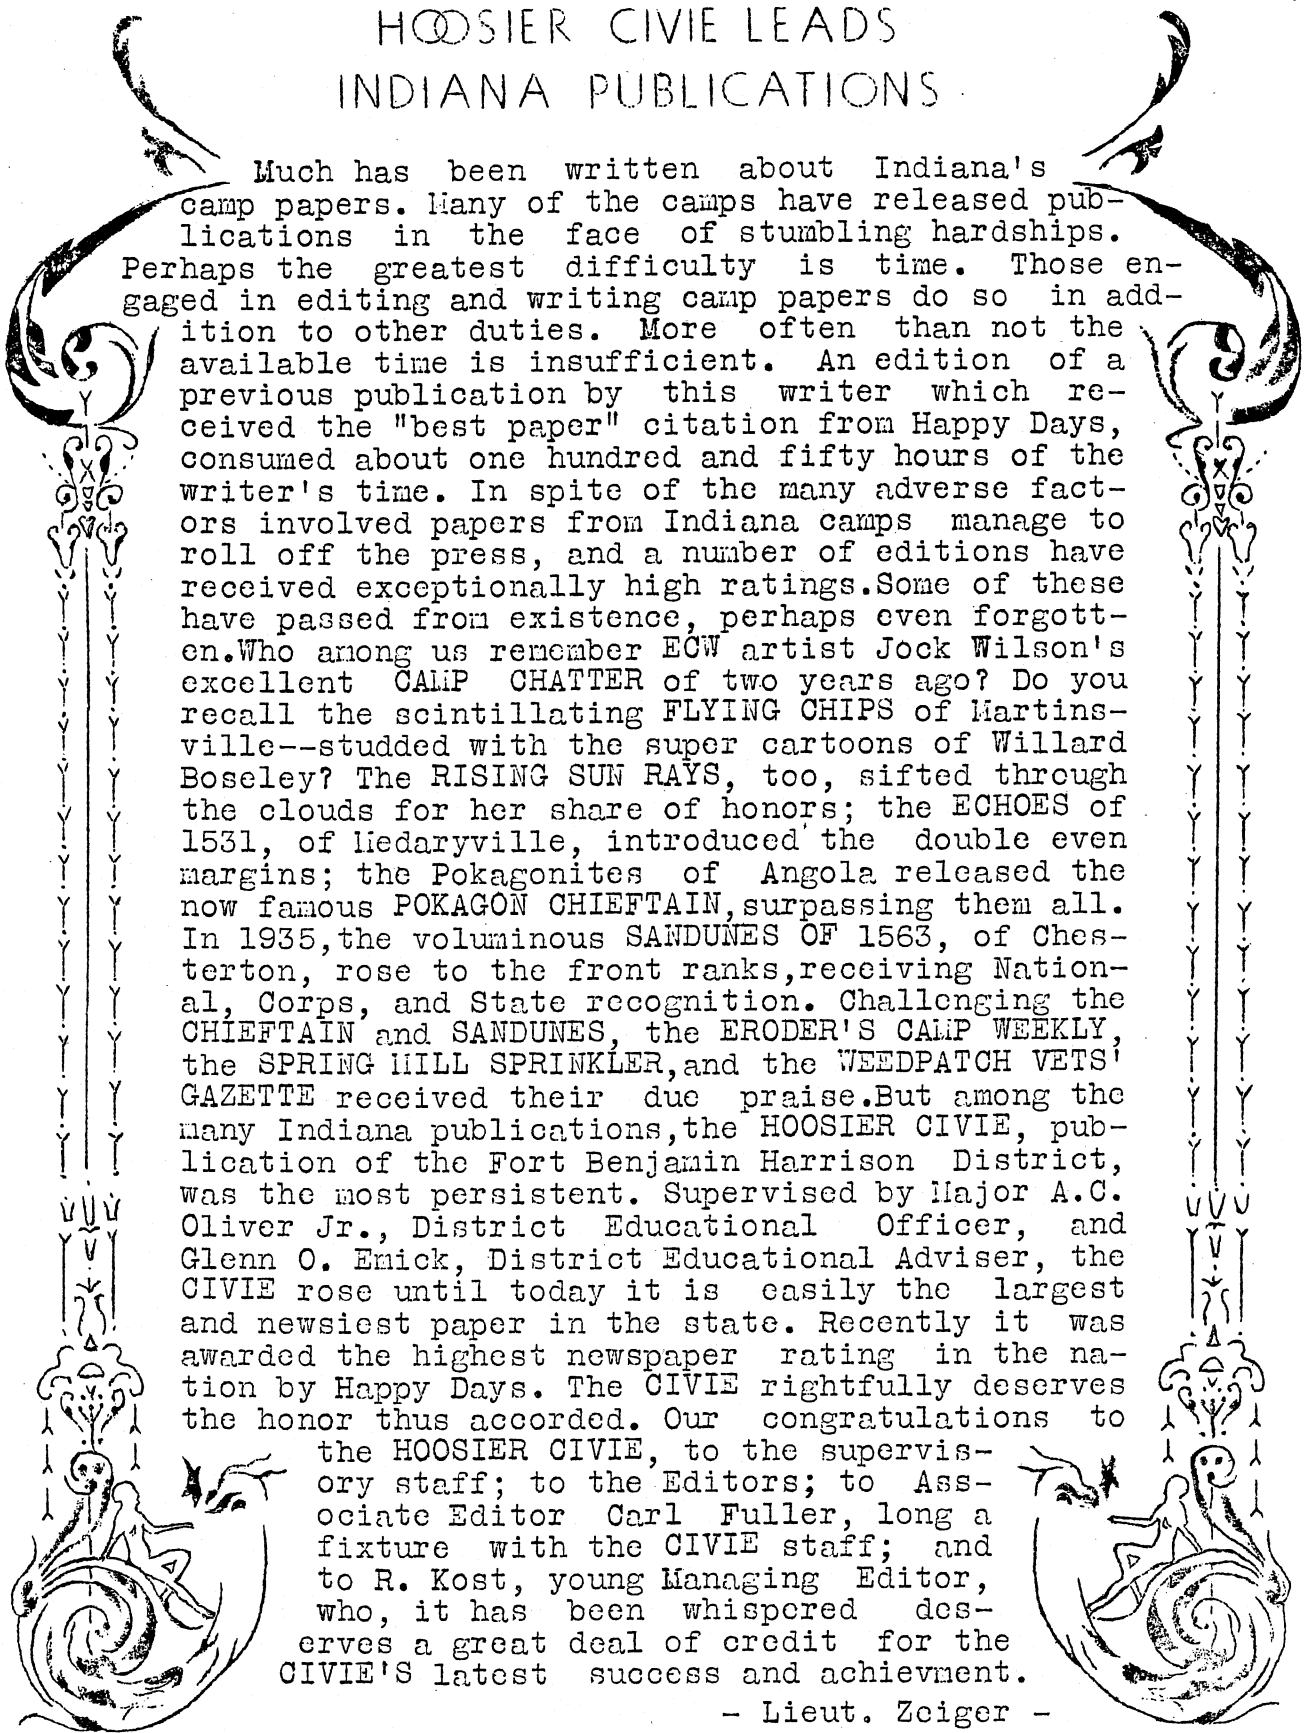 HOOSIER CIVIE LEADS
INDIANA PUBLICATIONS
Much has been written about Indiana's
camp papers. Many of the camps have released pub-
lications in the face of stumbling hardships.
Perhaps the greatest difficulty is time. Those en-
gaged in editing and writing camp papers do so in add-
ition to other duties. More often than not the
available time is insufficient. An edition of a
previous publication by this writer which re-
ceived the "best paper" citation from Happy Days,
consumed about one hundred and fifty hours of the
writer's time. In spite of the many adverse fact-
ors involved papers from Indiana camps manage to
roll off the press, and a number of editions have
received exceptionally high ratings.Some of these
have passed from existence, perhaps even forgott-
en.Who among us remember ECW artist Jock Wilson's
excellent CAMP CHATTER of two years ago? Do you
recall the scintillating FLYING CHIPS of Martins-
ville--studded with the super cartoons of Willard
Boseley? The RISING SUN RAYS, too, sifted through
the clouds for her share of honors; the ECHOES of
1531, of Medaryville, introduced the double even
margins; the Pokagonites of Angola released the
now famous POKAGON CHIEFTAIN,surpassing them all.
In 1935,the voluminous SANDUNES OF 1563, of Ches-
terton, rose to the front ranks,receiving Nation-
al, Corps, and State recognition. Challenging the
CHIEFTAIN and SANDUNES, the ERODER'S CAMP WEEKLY,
the SPRING MILL SPRINKLER,and the WEEDPATCH VETS'
GAZETTE received their due praise.But among the
many Indiana publications,the HOOSIER CIVIE, pub-
lication of the Fort Benjamin Harrison District,
was the most persistent. Supervised by Major A.C.
Oliver Jr., District Educational Officer, and
Glenn O. Emick, District Educational Adviser, the
CIVIE rose until today it is easily the largest
and newsiest paper in the state. Recently it was
awarded the highest newspaper rating in the na-
tion by Happy Days. The CIVIE rightfully deserves
the honor thus accorded. Our congratulations to
the HOOSIER CIVIE, to the supervis-
ory staff; to the Editors; to Ass-
ociate Editor Carl Fuller, long a
fixture with the CIVIE staff; and
to R. Kost, young Managing Editor,
who, it has been whispered des-
erves a great deal of credit for the
CIVIE'S latest success and achievment.
- Lieut. Zeiger -